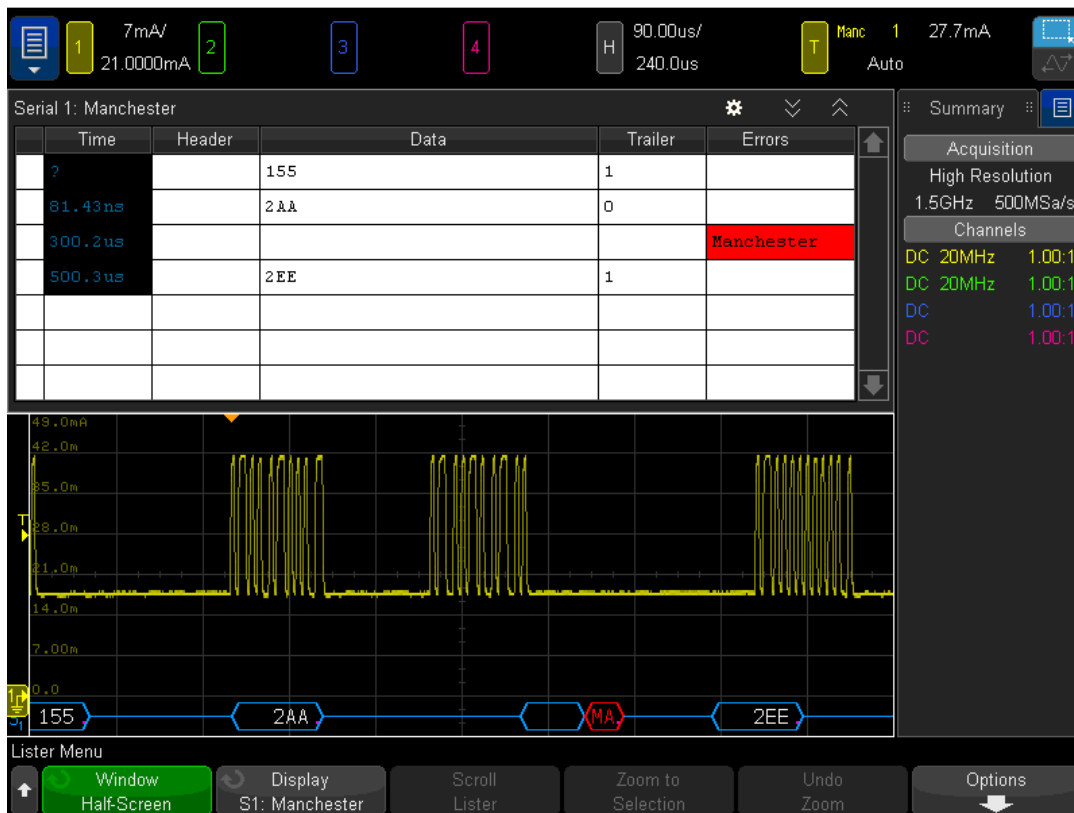 1 7mA/ 21.0000mA 2 3 4 H 90.00us/ 240.0us T Manc 1 27.7mA Auto
Serial 1: Manchester
Summary
Time Header Data Trailer Errors
? 155 1
81.43ns 2AA 0
300.2us Manchester
500.3us 2EE 1
Acquisition
High Resolution
1.5GHz 500MSa/s
Channels
DC 20MHz 1.00:1
DC 20MHz 1.00:1
DC 1.00:1
DC 1.00:1
49.0mA
42.0m
35.0m
T
28.0m
21.0m
14.0m
7.00m
0.0
1
S1
155 2AA MA 2EE
Lister Menu
Window Half-Screen
Display S1: Manchester
Scroll Lister
Zoom to Selection
Undo Zoom
Options